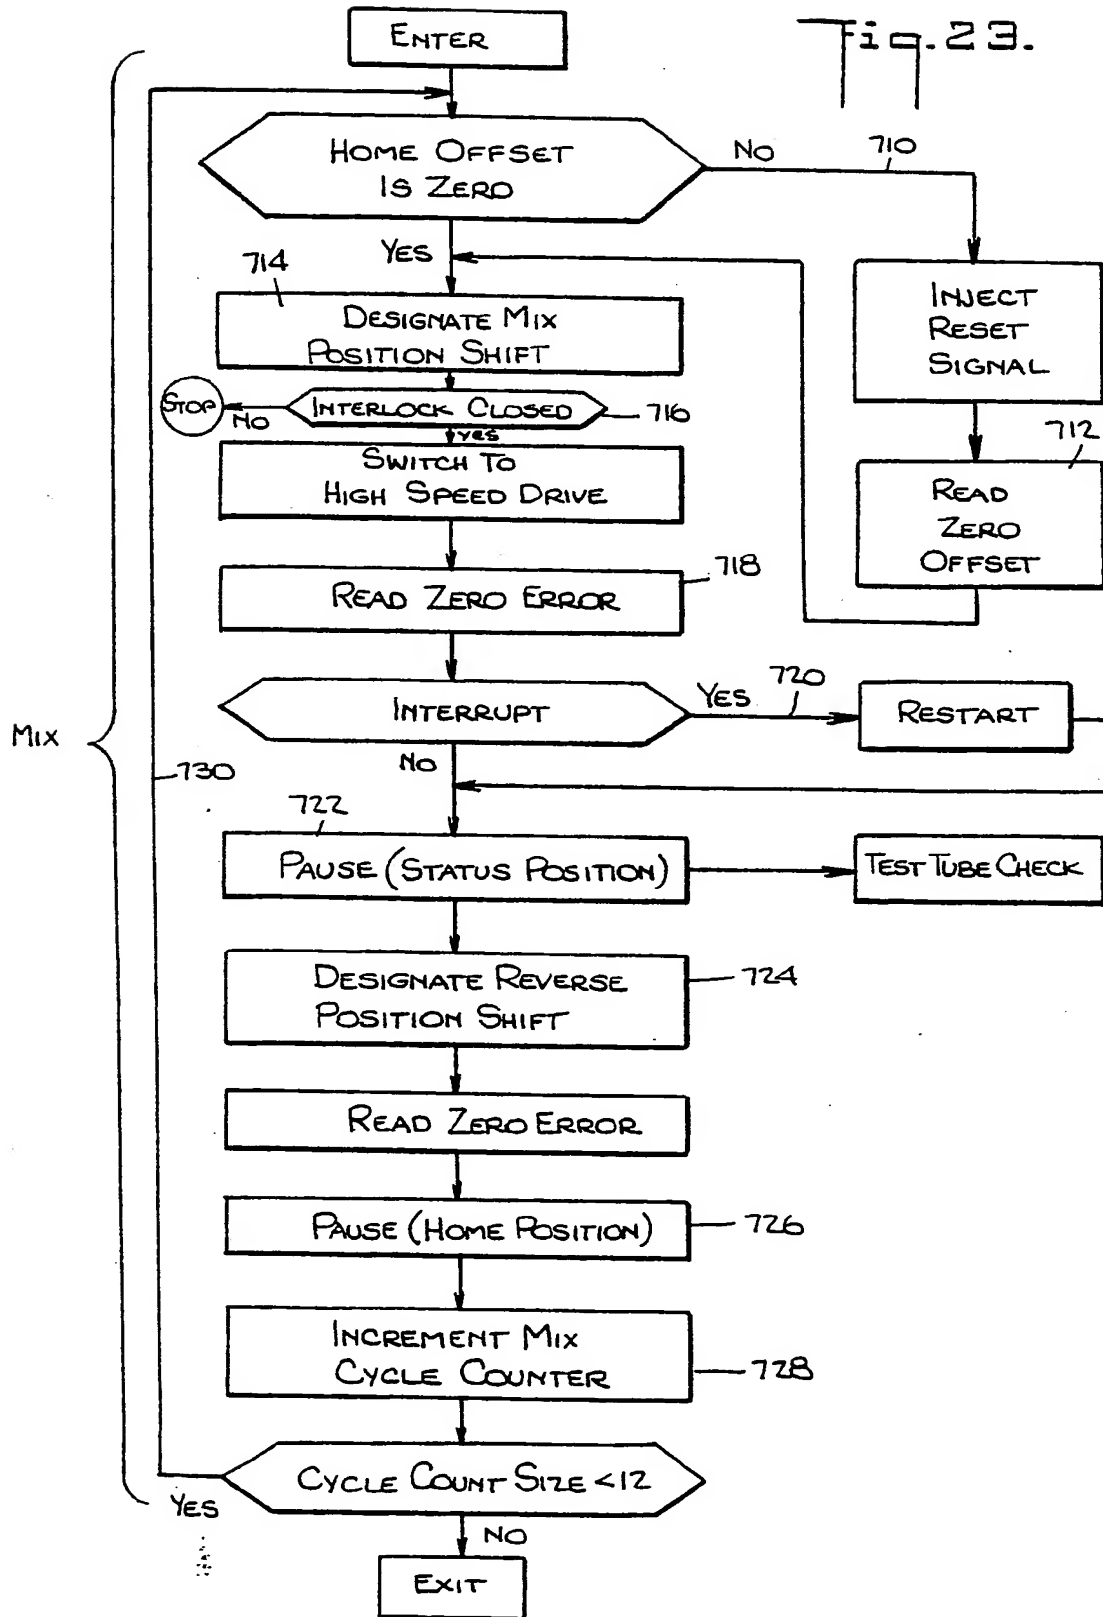 Fig.23.
ENTER
HOME OFFSET
IS ZERO
NO
710
YES
714
DESIGNATE MIX
POSITION SHIFT
INJECT
RESET
SIGNAL
STOP
NO
INTERLOCK CLOSED
716
YES
712
SWITCH TO
HIGH SPEED DRIVE
READ
ZERO
OFFSET
READ ZERO ERROR
718
INTERRUPT
YES
720
RESTART
MIX
NO
730
722
PAUSE (STATUS POSITION)
TEST TUBE CHECK
DESIGNATE REVERSE
POSITION SHIFT
724
READ ZERO ERROR
PAUSE (HOME POSITION)
726
INCREMENT MIX
CYCLE COUNTER
728
CYCLE COUNT SIZE <12
YES
NO
EXIT